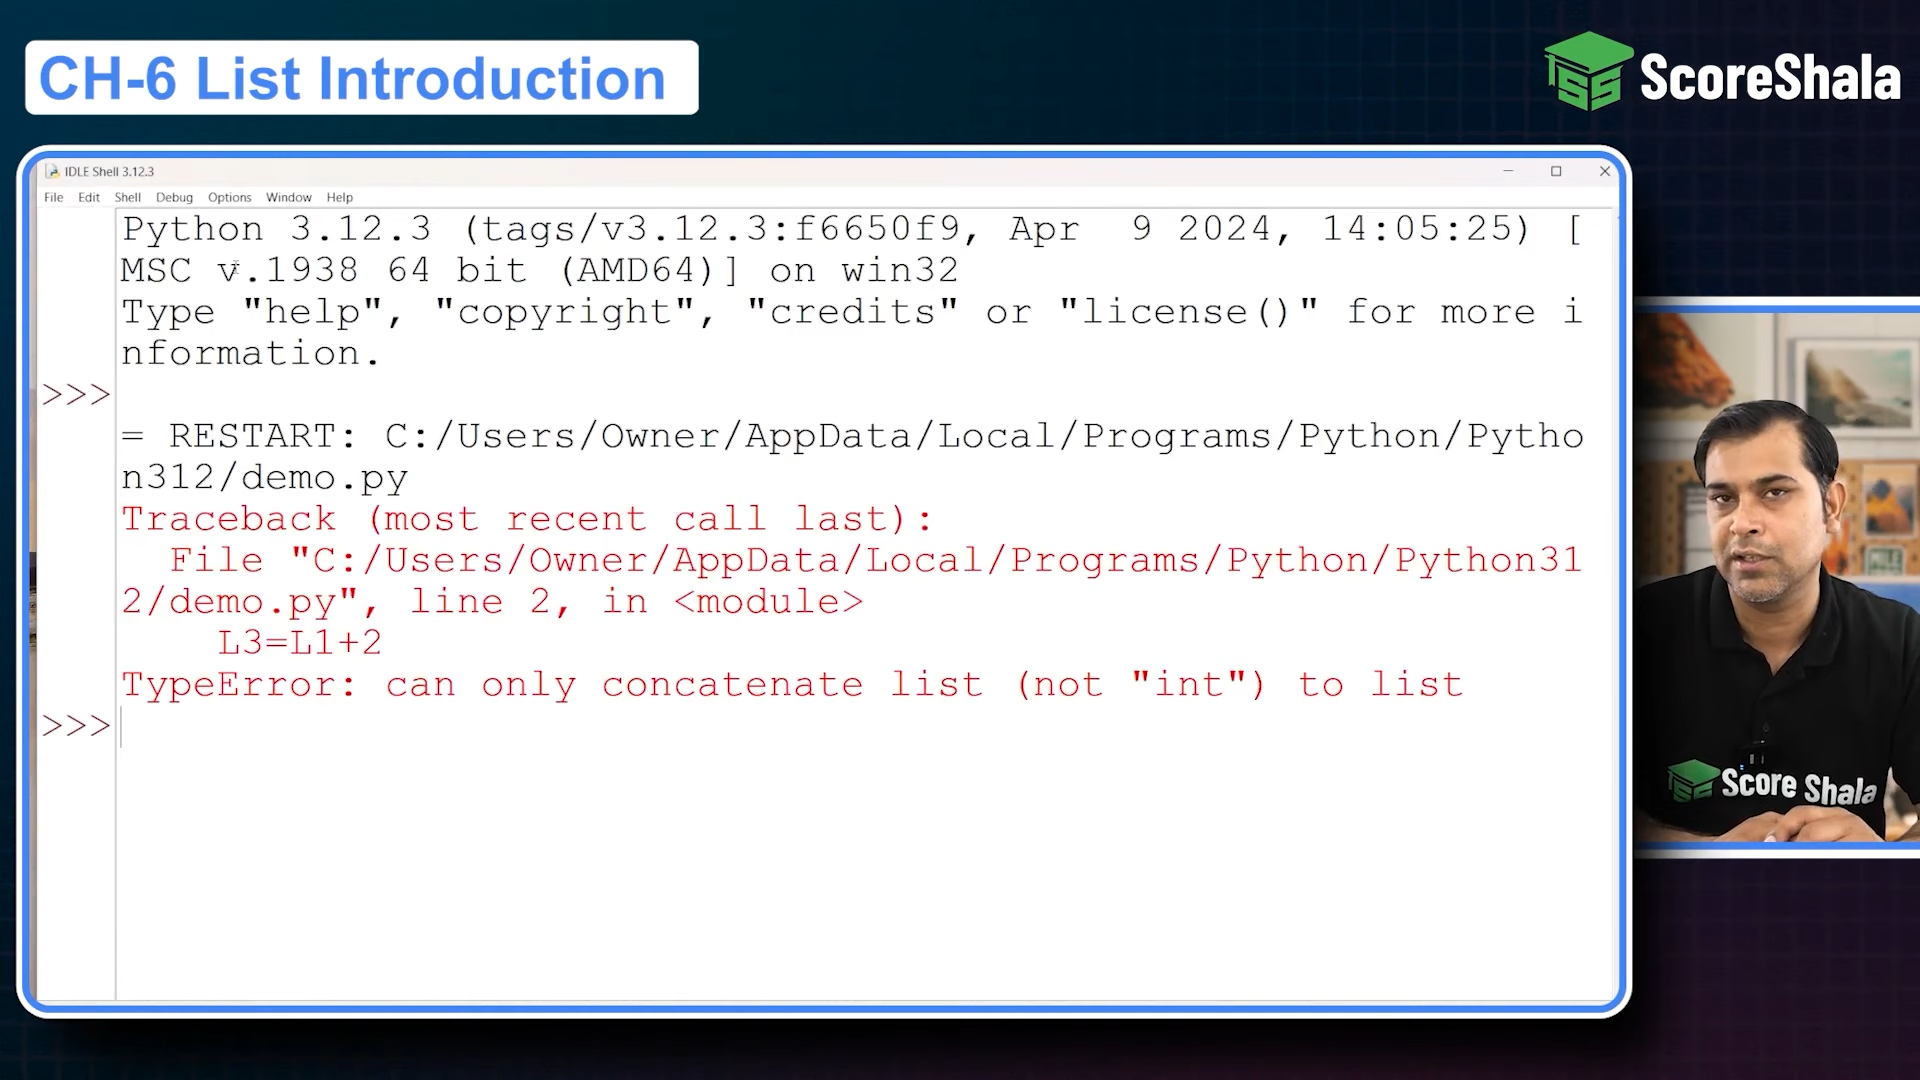 CH-6 List Introduction
ScoreShala
IDLE Shell 3.12.3
File Edit Shell Debug Options Window Help
Python 3.12.3 (tags/v3.12.3:f6650f9, Apr  9 2024, 14:05:25) [
MSC v.1938 64 bit (AMD64)] on win32
Type "help", "copyright", "credits" or "license()" for more i
nformation.
>>>
= RESTART: C:/Users/Owner/AppData/Local/Programs/Python/Pytho
n312/demo.py
Traceback (most recent call last):
  File "C:/Users/Owner/AppData/Local/Programs/Python/Python31
2/demo.py", line 2, in <module>
    L3=L1+2
TypeError: can only concatenate list (not "int") to list
>>>
Score Shala